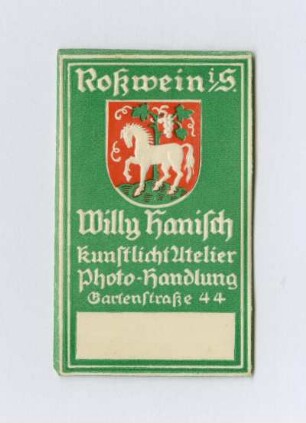 Roßwein i/S.
Willy Hanisch
Kunstlicht Atelier
Photo-Handlung
Gartenstraße 44